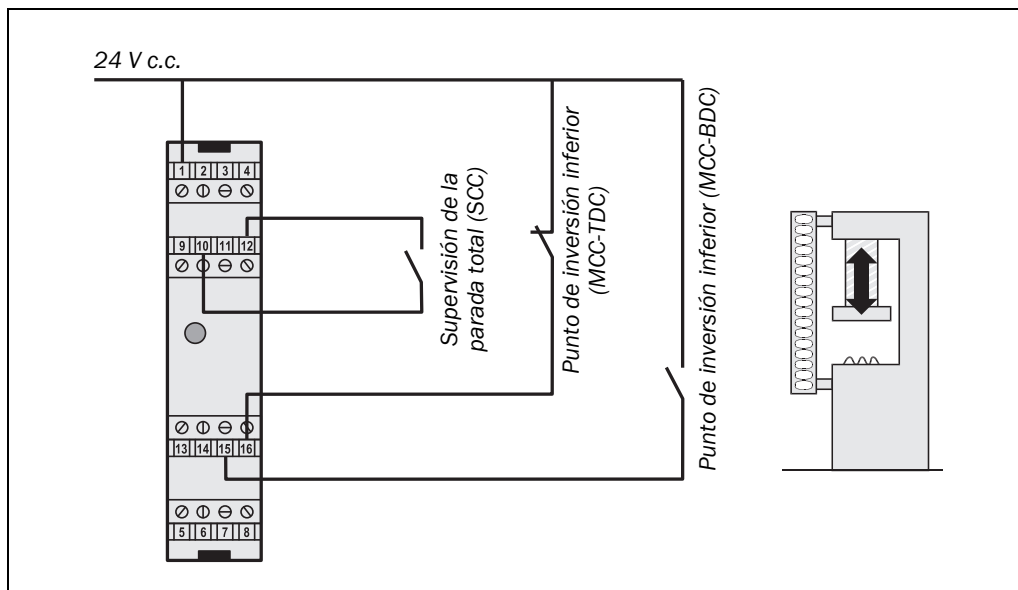 24 V c.c.
1 2 3 4
9 10 11 12
13 14 15 16
5 6 7 8
Supervisión de la
parada total (SCC)
Punto de inversión inferior
(MCC-TDC)
Punto de inversión inferior (MCC-BDC)